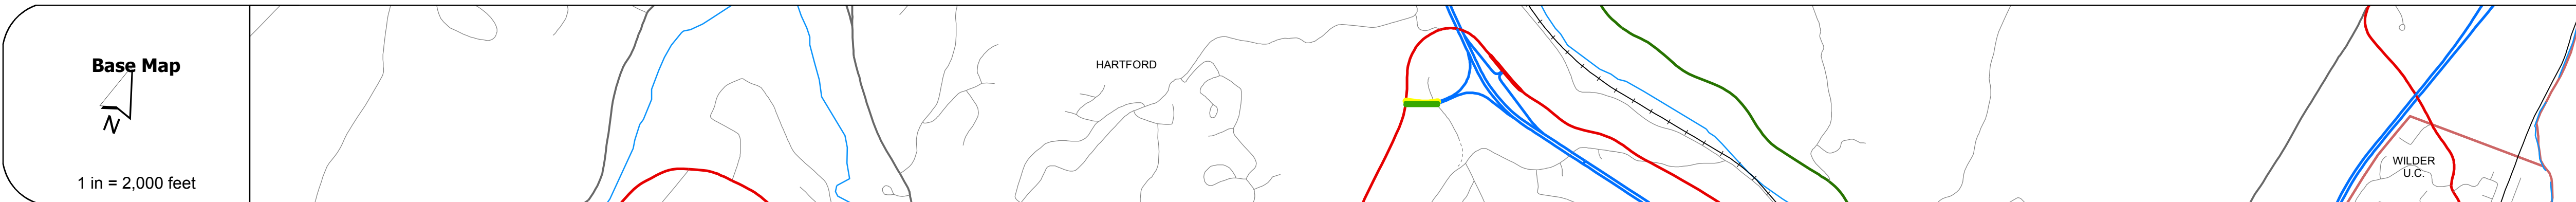 Base Map
N
1 in = 2,000 feet
HARTFORD
WILDER
U.C.